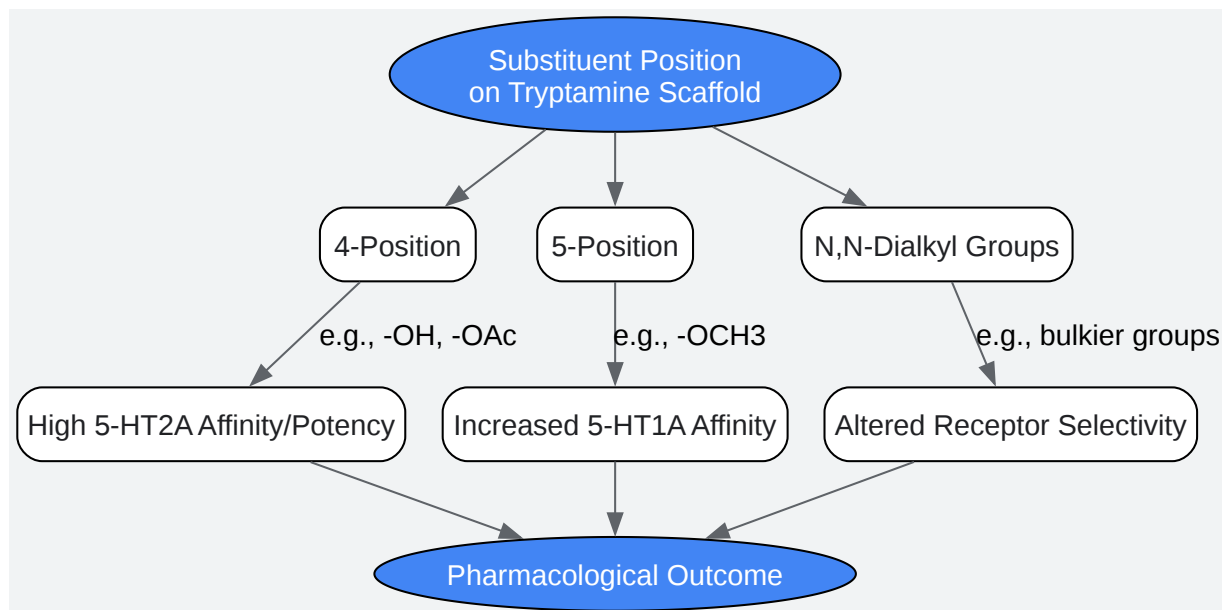 Substituent Position
on Tryptamine Scaffold
4-Position
5-Position
N,N-Dialkyl Groups
e.g., -OH, -OAc
e.g., -OCH3
e.g., bulkier groups
High 5-HT2A Affinity/Potency
Increased 5-HT1A Affinity
Altered Receptor Selectivity
Pharmacological Outcome